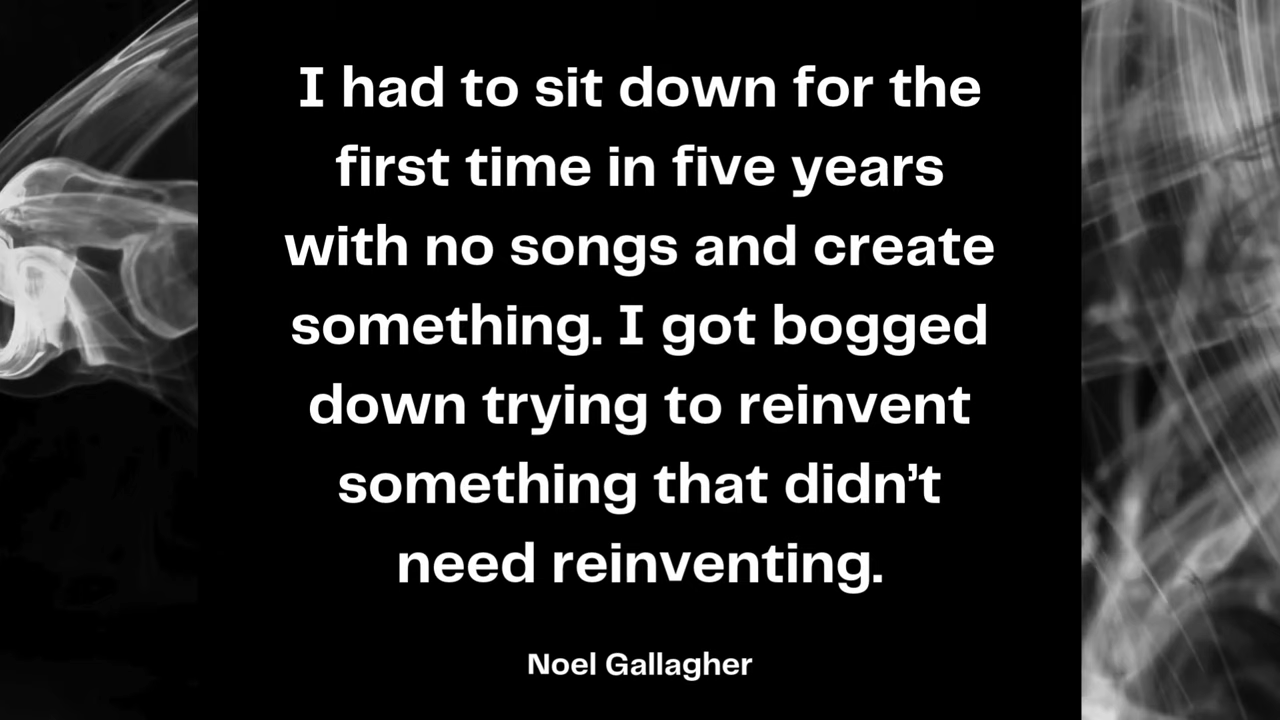 I had to sit down for the
first time in five years
with no songs and create
something. I got bogged
down trying to reinvent
something that didn’t
need reinventing.
Noel Gallagher